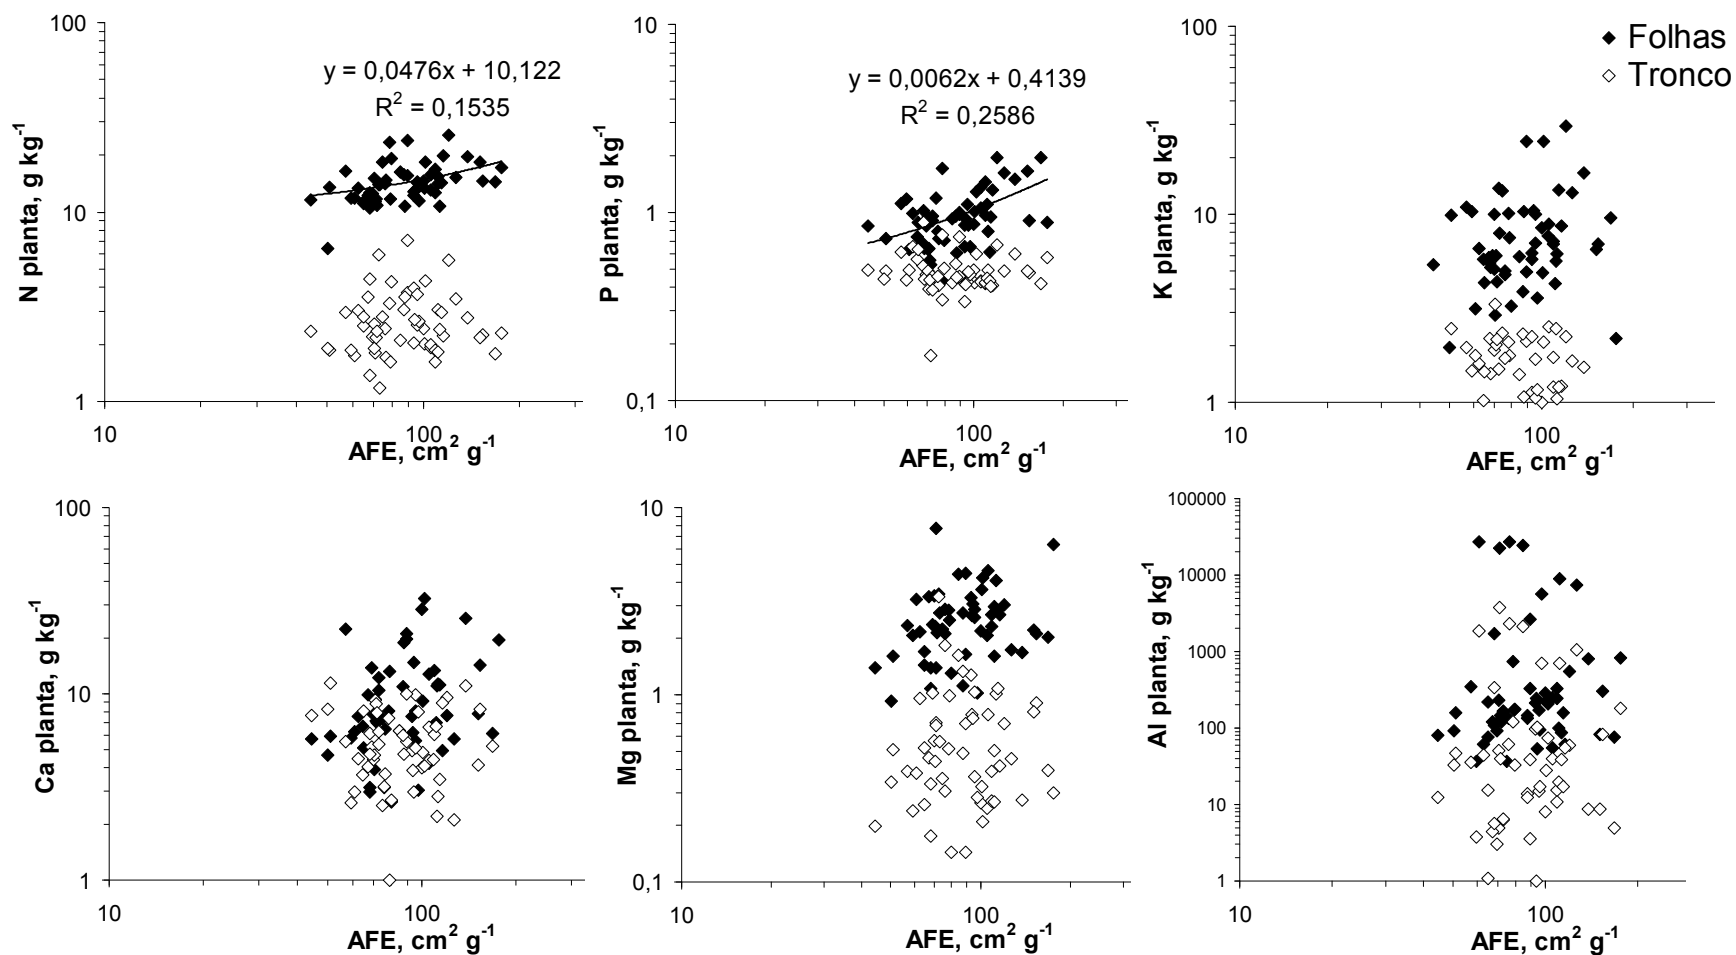 100
10
1
10
100
N planta, g kg⁻¹
y = 0,0476x + 10,122
R² = 0,1535
AFE, cm² g⁻¹
10
1
0,1
10
100
P planta, g kg⁻¹
y = 0,0062x + 0,4139
R² = 0,2586
AFE, cm² g⁻¹
100
10
1
10
100
K planta, g kg⁻¹
AFE, cm² g⁻¹
Folhas
Tronco
100
10
1
10
100
Ca planta, g kg⁻¹
AFE, cm² g⁻¹
10
1
0,1
10
100
Mg planta, g kg⁻¹
AFE, cm² g⁻¹
100000
10000
1000
100
10
1
10
100
Al planta, g kg⁻¹
AFE, cm² g⁻¹